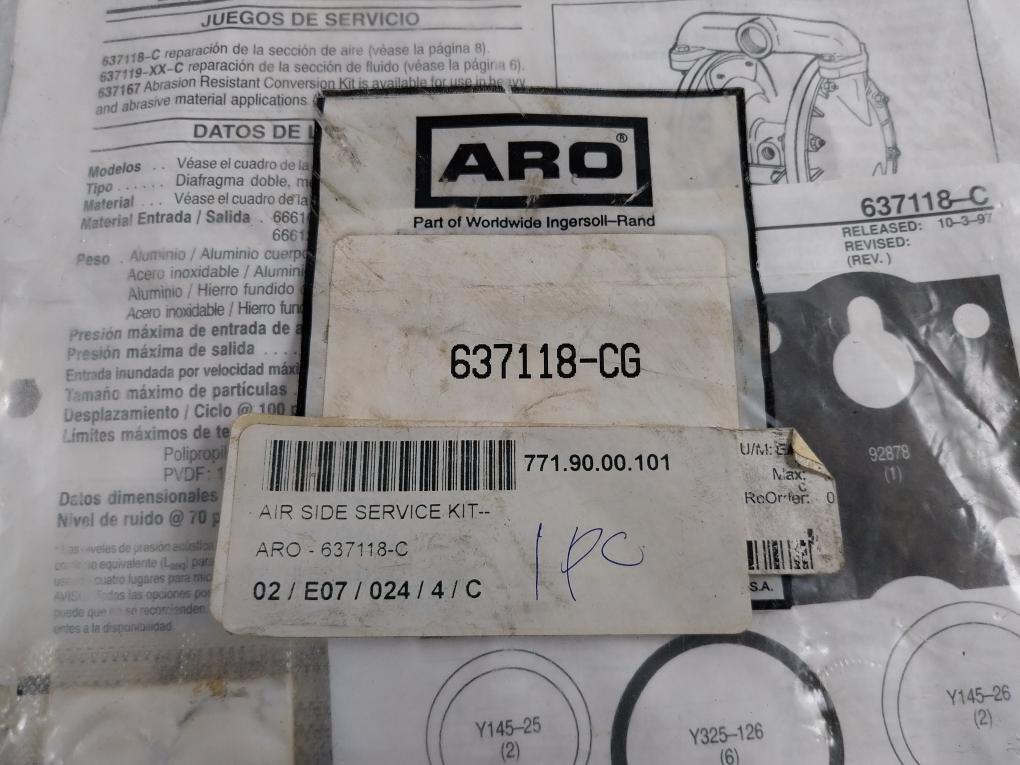 JUEGOS DE SERVICIO
637118-C reparación de la sección de aire (véase la página 8).
637119-XX-C reparación de la sección de fluido (véase la página 6).
637167 Abrasion Resistant Conversion Kit is available for use in heavy
and abrasive material applications
DATOS DE
Modelos . . Véase el cuadro de la
Tipo . . . . . . Diafragma doble,
Material . . . Véase el cuadro de la
Material Entrada / Salida . 6661
6661
Peso . Aluminio / Aluminio cuerpo
Acero inoxidable / Alumini
Aluminio / Hierro fundido
Acero inoxidable / Hierro fun
Presión máxima de entrada de a
Presión máxima de salida . . . .
Entrada inundada por velocidad máxi
Tamaño máximo de partículas
Desplazamiento / Ciclo @ 100 p
Límites máximos de te
Polipropil
PVDF: 1
Datos dimensionales
Nivel de ruido @ 70 p
ARO®
Part of Worldwide Ingersoll-Rand
637118-CG
637118-C
RELEASED: 10-3-97
REVISED:
(REV. )
92878
(1)
771.90.00.101
AIR SIDE SERVICE KIT--
ARO - 637118-C
02 / E07 / 024 / 4 / C
1 PC
U/M:
Max:
C
ReOrder: 0
S.A.
Y145-25
(2)
Y325-126
(6)
Y145-26
(2)